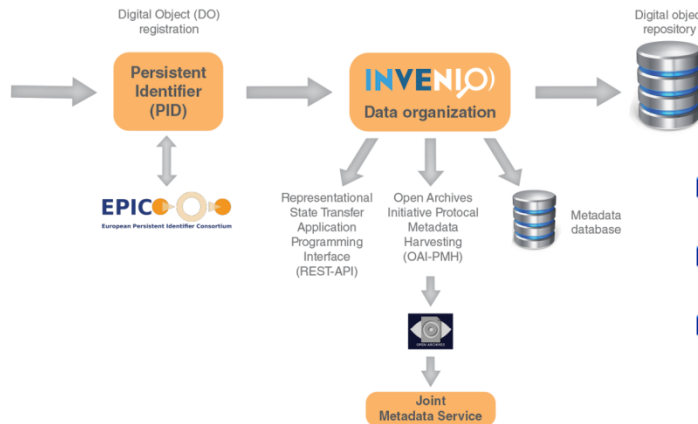 Digital Object (DO)
registration
Persistent
Identifier
(PID)
EPIC
European Persistent Identifier Consortium
INVENIO
Data organization
Digital object
repository
Representational
State Transfer
Application
Programming
Interface
(REST-API)
Open Archives
Initiative Protocal
Metadata
Harvesting
(OAI-PMH)
Metadata
database
OPEN ARCHIVES
Joint
Metadata Service